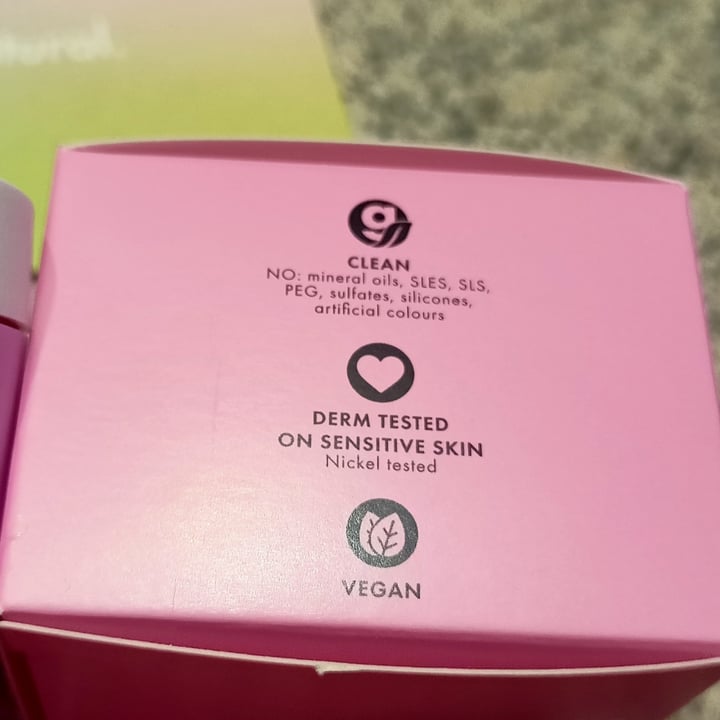 tural.
CLEAN
NO: mineral oils, SLES, SLS,
PEG, sulfates, silicones,
artificial colours
DERM TESTED
ON SENSITIVE SKIN
Nickel tested
VEGAN